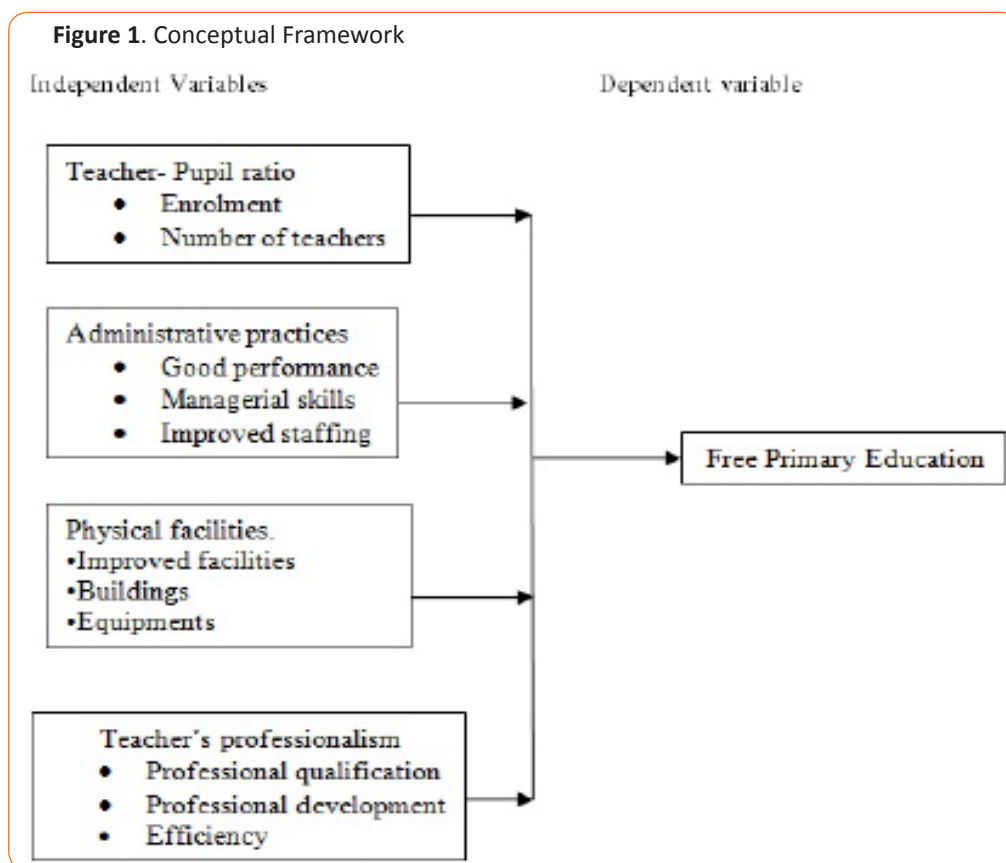 Figure 1. Conceptual Framework
Independent Variables
Dependent variable
Teacher- Pupil ratio
• Enrolment
• Number of teachers
Administrative practices
• Good performance
• Managerial skills
• Improved staffing
Free Primary Education
Physical facilities.
•Improved facilities
•Buildings
•Equipments
Teacher's professionalism
• Professional qualification
• Professional development
• Efficiency